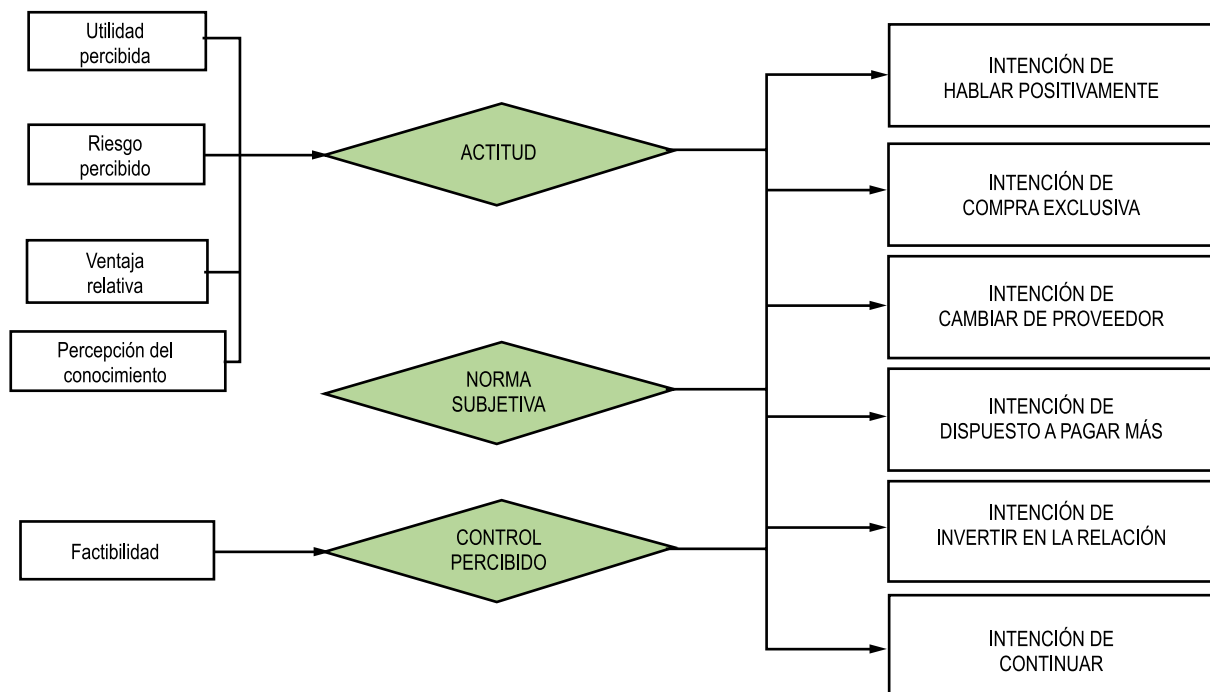 Utilidad
percibida
Riesgo
percibido
Ventaja
relativa
Percepción del
conocimiento
Factibilidad
ACTITUD
NORMA
SUBJETIVA
CONTROL
PERCIBIDO
INTENCIÓN DE
HABLAR POSITIVAMENTE
INTENCIÓN DE
COMPRA EXCLUSIVA
INTENCIÓN DE
CAMBIAR DE PROVEEDOR
INTENCIÓN DE
DISPUESTO A PAGAR MÁS
INTENCIÓN DE
INVERTIR EN LA RELACIÓN
INTENCIÓN DE
CONTINUAR